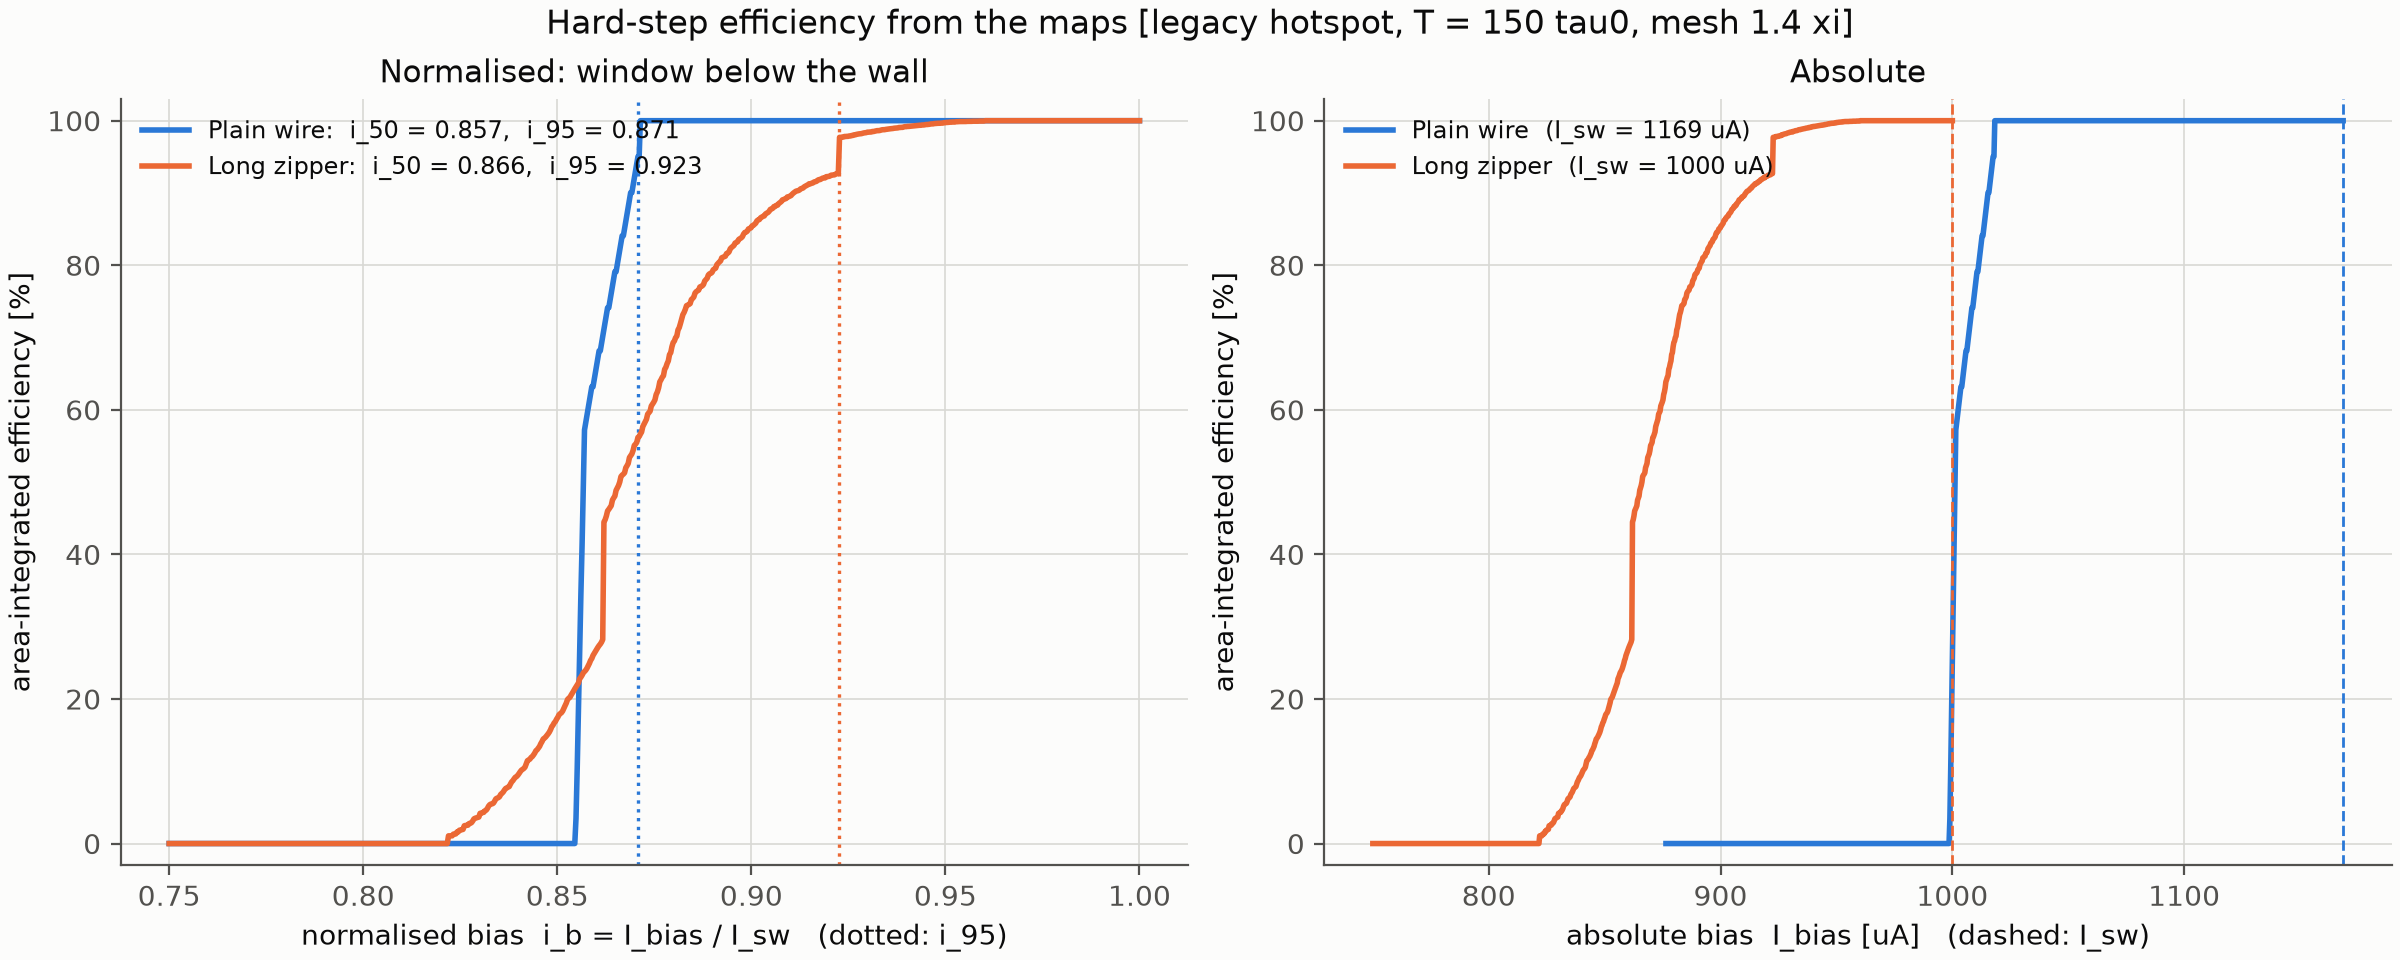 Hard-step efficiency from the maps [legacy hotspot, T = 150 tau0, mesh 1.4 xi]
Normalised: window below the wall
Plain wire:  i_50 = 0.857,  i_95 = 0.871
Long zipper:  i_50 = 0.866,  i_95 = 0.923
area-integrated efficiency [%]
100
80
60
40
20
0
0.75 0.80 0.85 0.90 0.95 1.00
normalised bias  i_b = I_bias / I_sw   (dotted: i_95)
Absolute
Plain wire  (I_sw = 1169 uA)
Long zipper  (I_sw = 1000 uA)
area-integrated efficiency [%]
100
80
60
40
20
0
800 900 1000 1100
absolute bias  I_bias [uA]   (dashed: I_sw)